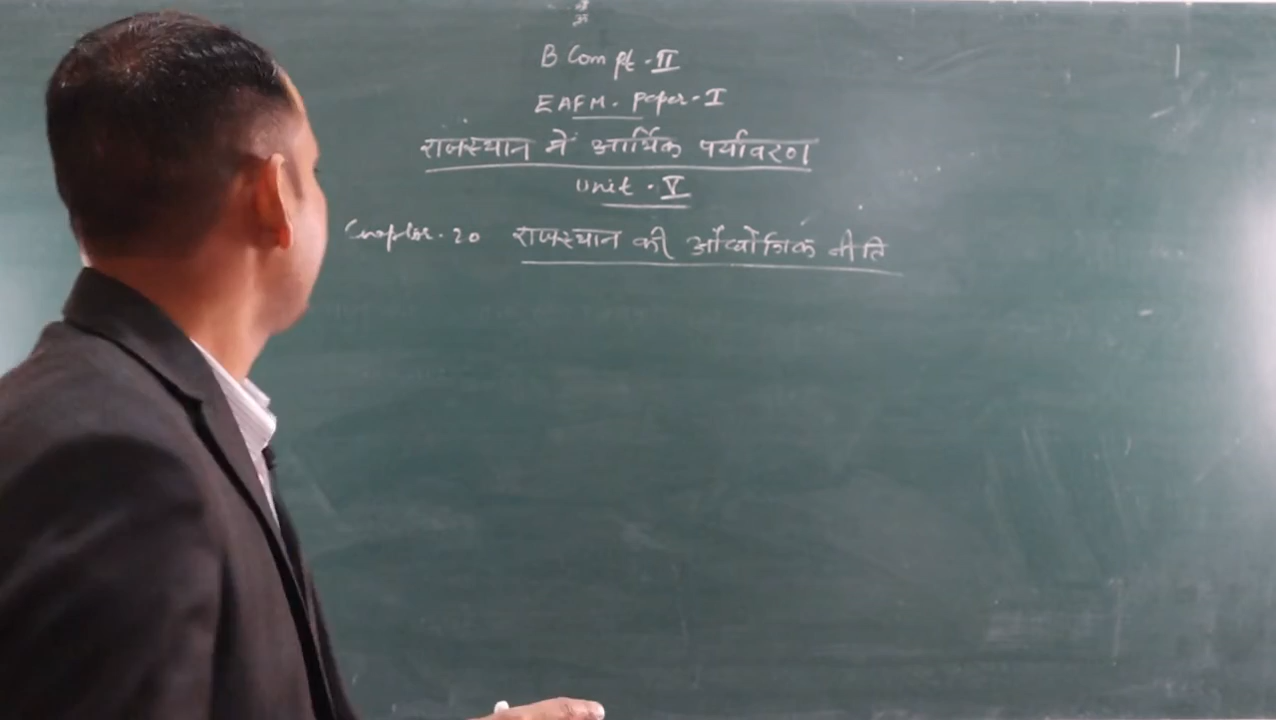 ॐ
B Com pt. II
EAFM. Paper-I
राजस्थान में आर्थिक पर्यावरण
Unit - V
Chapter. 20 राजस्थान की औद्योगिक नीति